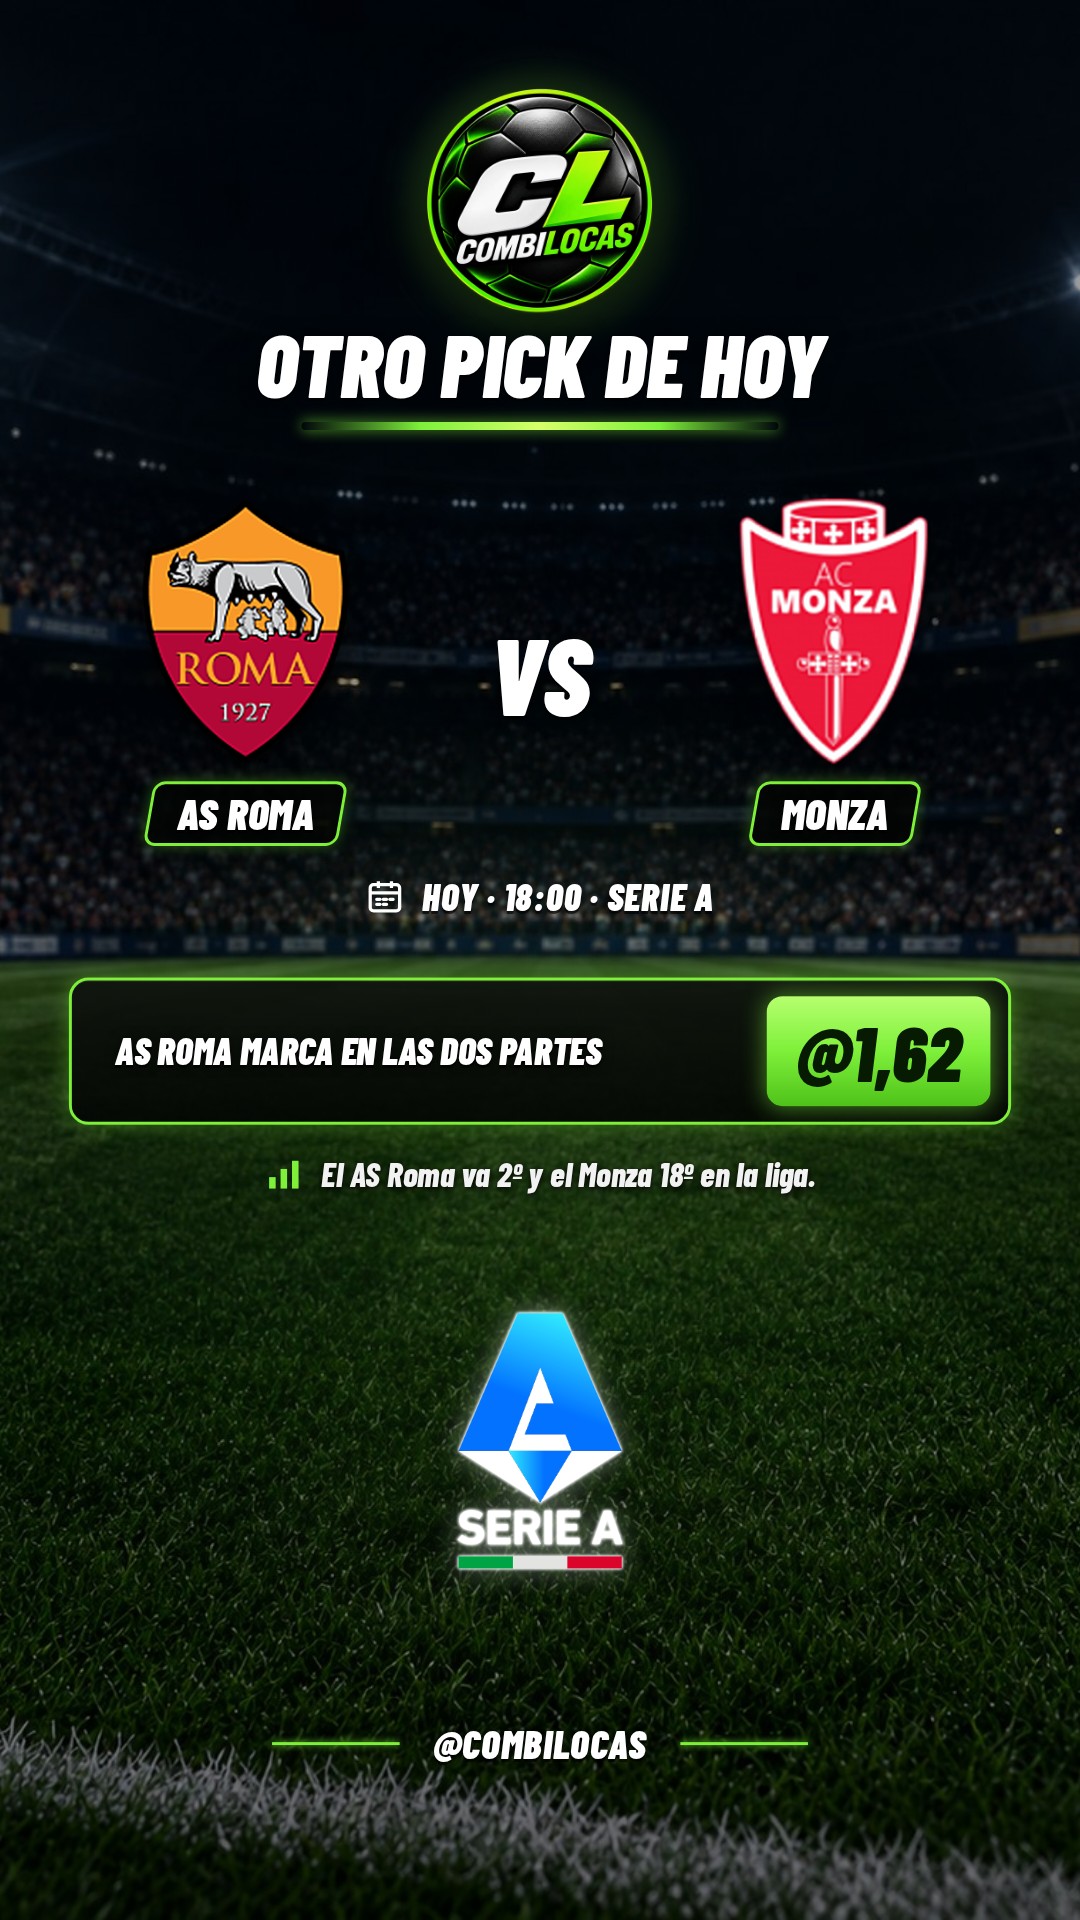 CL
COMBILOCAS
OTRO PICK DE HOY
ROMA
1927
AC
MONZA
VS
AS ROMA
MONZA
HOY · 18:00 · SERIE A
AS ROMA MARCA EN LAS DOS PARTES
@1,62
El AS Roma va 2º y el Monza 18º en la liga.
SERIE A
@COMBILOCAS